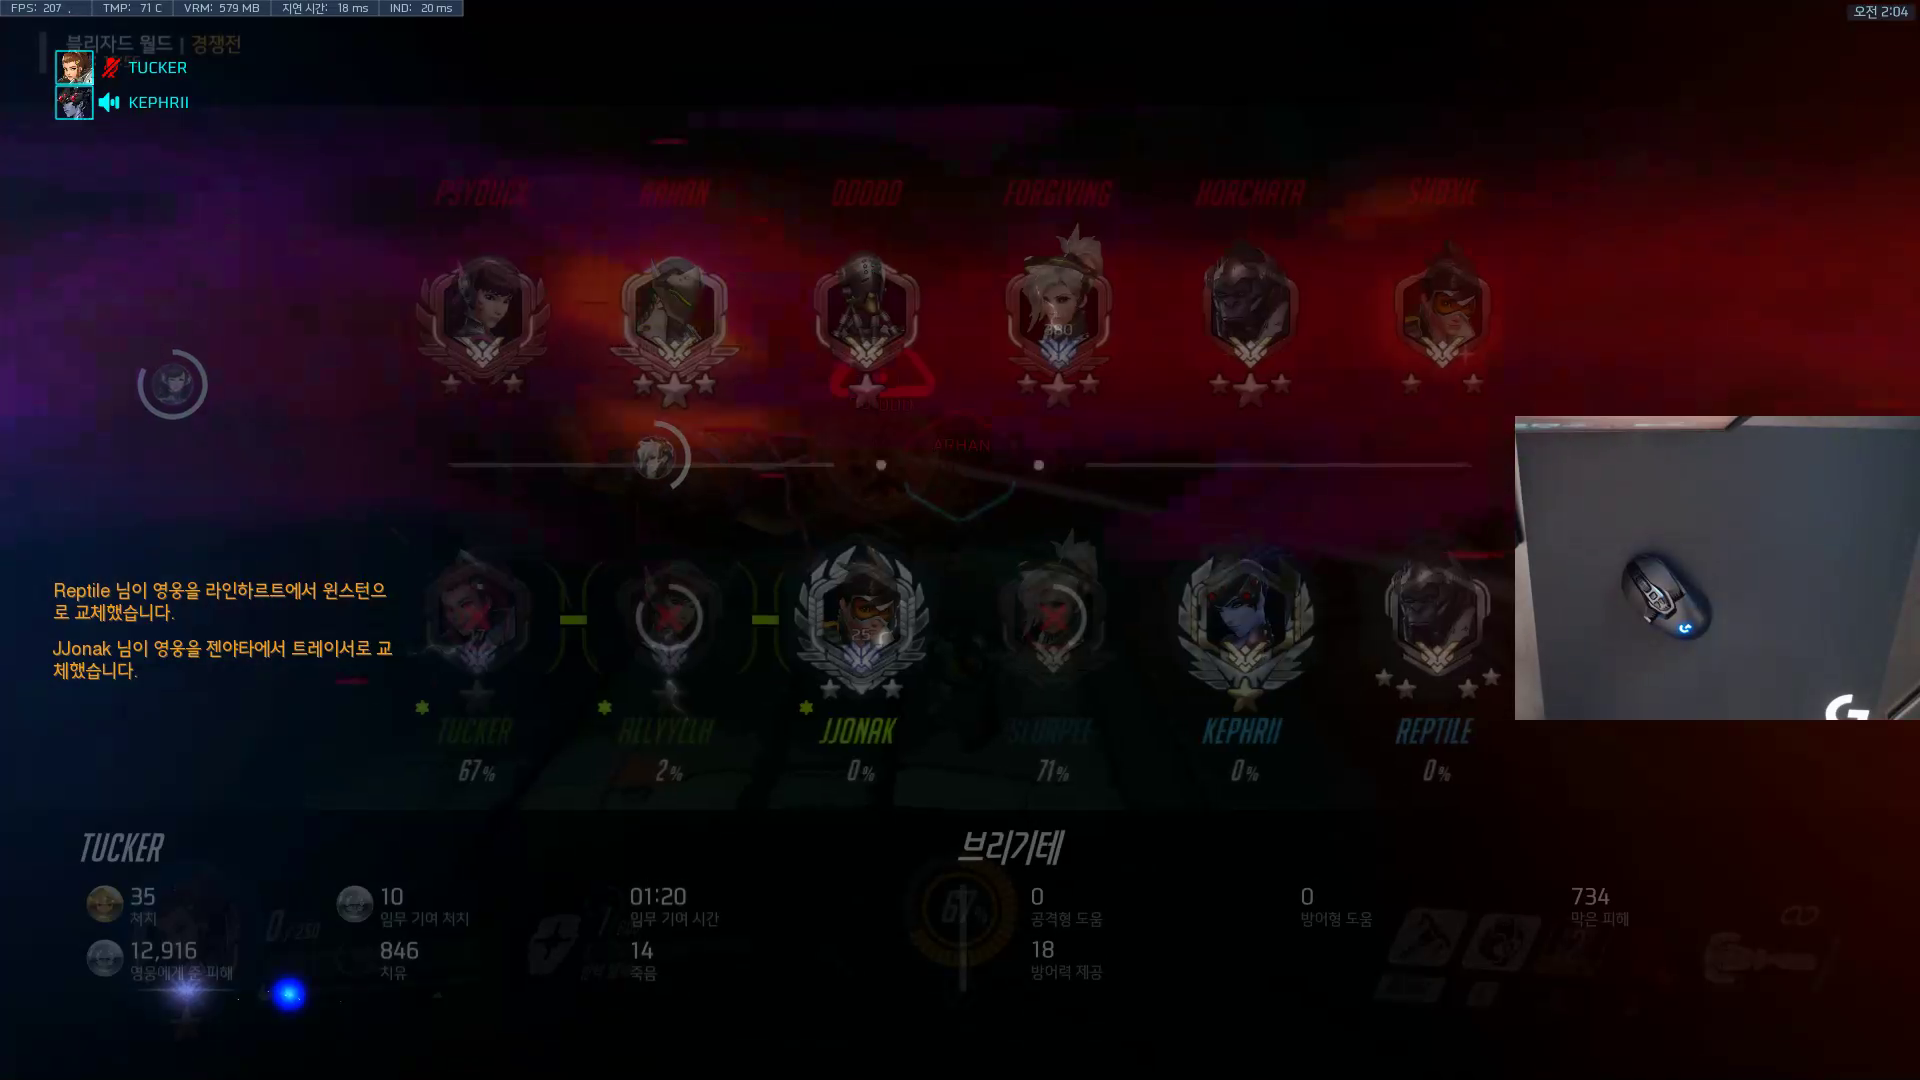 FPS: 207 , TMP: 71 C VRM: 579 MB 지연 시간: 18 ms IND: 20 ms
오전 2:04
블리자드 월드 | 경쟁전
TUCKER
KEPHRII
PSYDUCK ARHAN DDDDD FORGIVING HORCHATA
380
ARHAN
Reptile 님이 영웅을 라인하르트에서 윈스턴으
로 교체했습니다.
JJonak 님이 영웅을 젠야타에서 트레이서로 교
체했습니다.
17 25
TUCKER JJONAK SLURPEE KEPHRII REPTILE
67% 2% 0% 71% 0% 0%
TUCKER 브리기테
35 10 01:20 0 0 734
처치 임무 기여 처치 임무 기여 시간 공격형 도움 방어형 도움 막은 피해
12,916 846 14 18
영웅에게 준 피해 치유 죽음 방어력 제공
0/250
67%